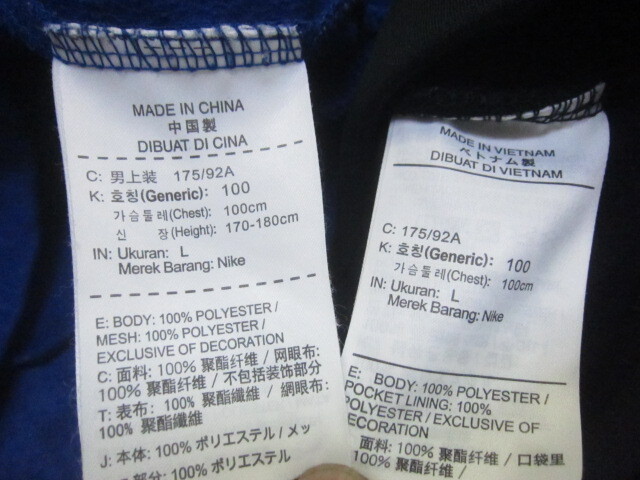 MADE IN CHINA
中国製
DIBUAT DI CINA
C: 男上装 175/92A
K: 호칭(Generic): 100
가슴둘레(Chest): 100cm
신 장(Height): 170-180cm
IN: Ukuran: L
Merek Barang: Nike
E: BODY: 100% POLYESTER /
MESH: 100% POLYESTER /
EXCLUSIVE OF DECORATION
C: 面料: 100% 聚酯纤维 / 网眼布:
100% 聚酯纤维 / 不包括装饰部分
T: 表布: 100% 聚酯纖維 / 網眼布:
100% 聚酯纖維
J: 本体: 100% ポリエステル / メッ
部分: 100% ポリエステル
MADE IN VIETNAM
ベトナム製
DIBUAT DI VIETNAM
C: 175/92A
K: 호칭(Generic): 100
가슴둘레(Chest): 100cm
IN: Ukuran: L
Merek Barang: Nike
E: BODY: 100% POLYESTER /
POCKET LINING: 100%
POLYESTER / EXCLUSIVE OF
ECORATION
面料: 100% 聚酯纤维 / 口袋里
100% 聚酯纤维 /